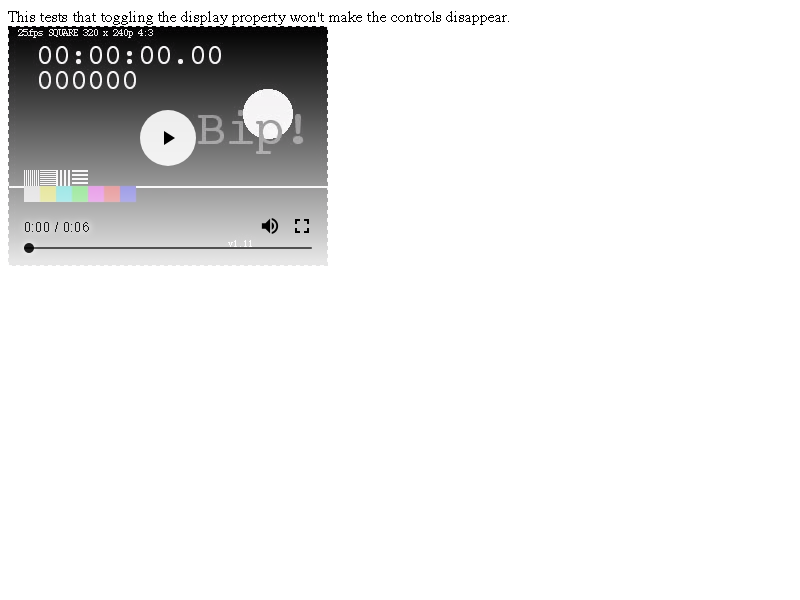 This tests that toggling the display property won't make the controls disappear.
25fps SQUARE 320 x 240p 4:3
00:00:00.00
000000
Bip!
0:00 / 0:06
v1.11